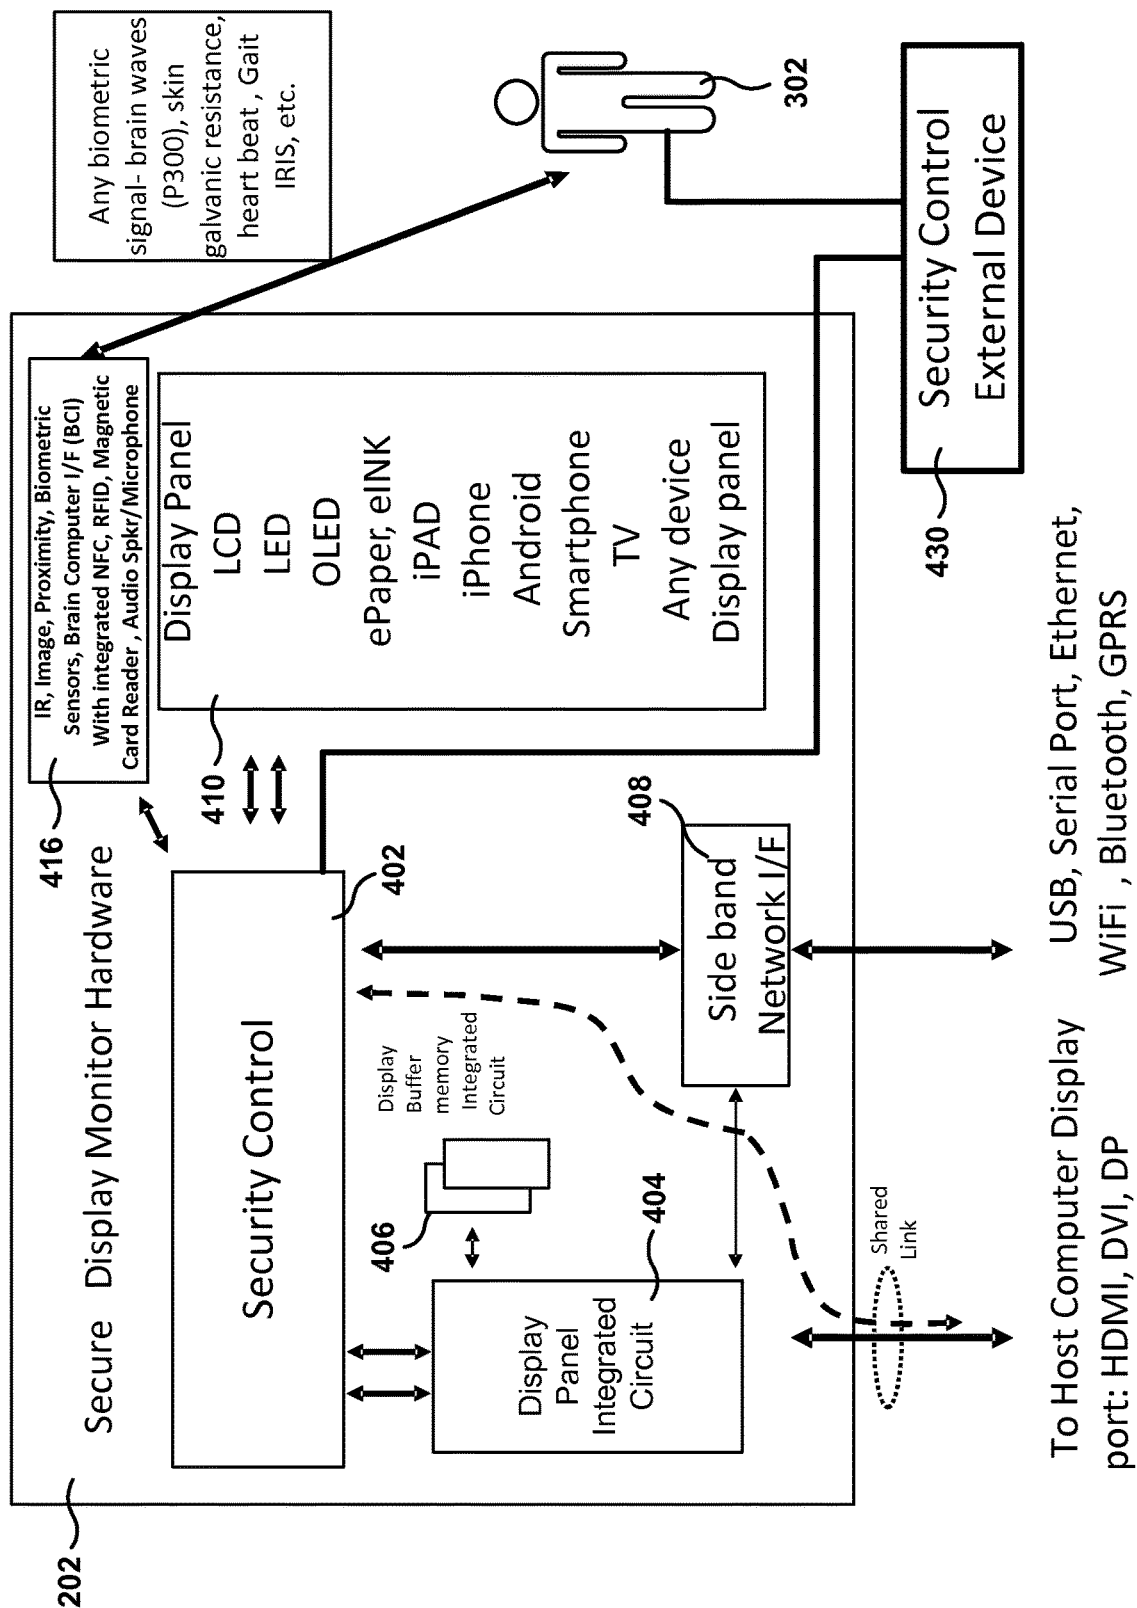 202
Secure Display Monitor Hardware
416
IR, Image, Proximity, Biometric
Sensors, Brain Computer I/F (BCI)
With integrated NFC, RFID, Magnetic
Card Reader , Audio Spkr/Microphone
Any biometric
signal- brain waves
(P300), skin
galvanic resistance,
heart beat , Gait
IRIS, etc.
Security Control
402
410
Display Panel
LCD
LED
OLED
ePaper, eINK
iPAD
iPhone
Android
Smartphone
TV
Any device
Display panel
302
406
Display
Buffer
memory
Integrated
Circuit
Display
Panel
Integrated
Circuit
404
408
Side band
Network I/F
Shared
Link
430
Security Control
External Device
To Host Computer Display
port: HDMI, DVI, DP
USB, Serial Port, Ethernet,
WiFi , Bluetooth, GPRS